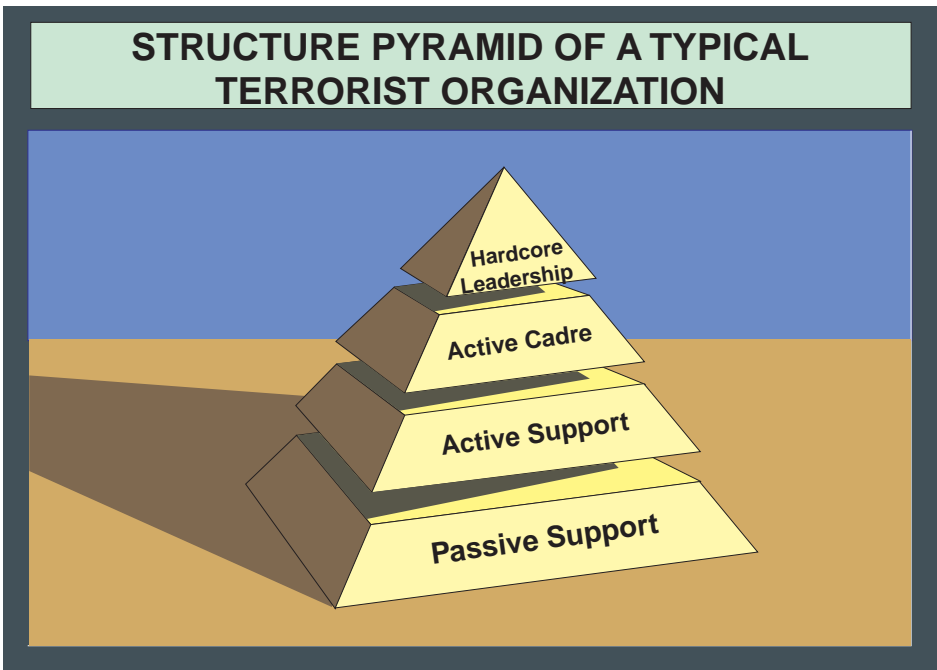 STRUCTURE PYRAMID OF A TYPICAL
TERRORIST ORGANIZATION
Hardcore
Leadership
Active Cadre
Active Support
Passive Support